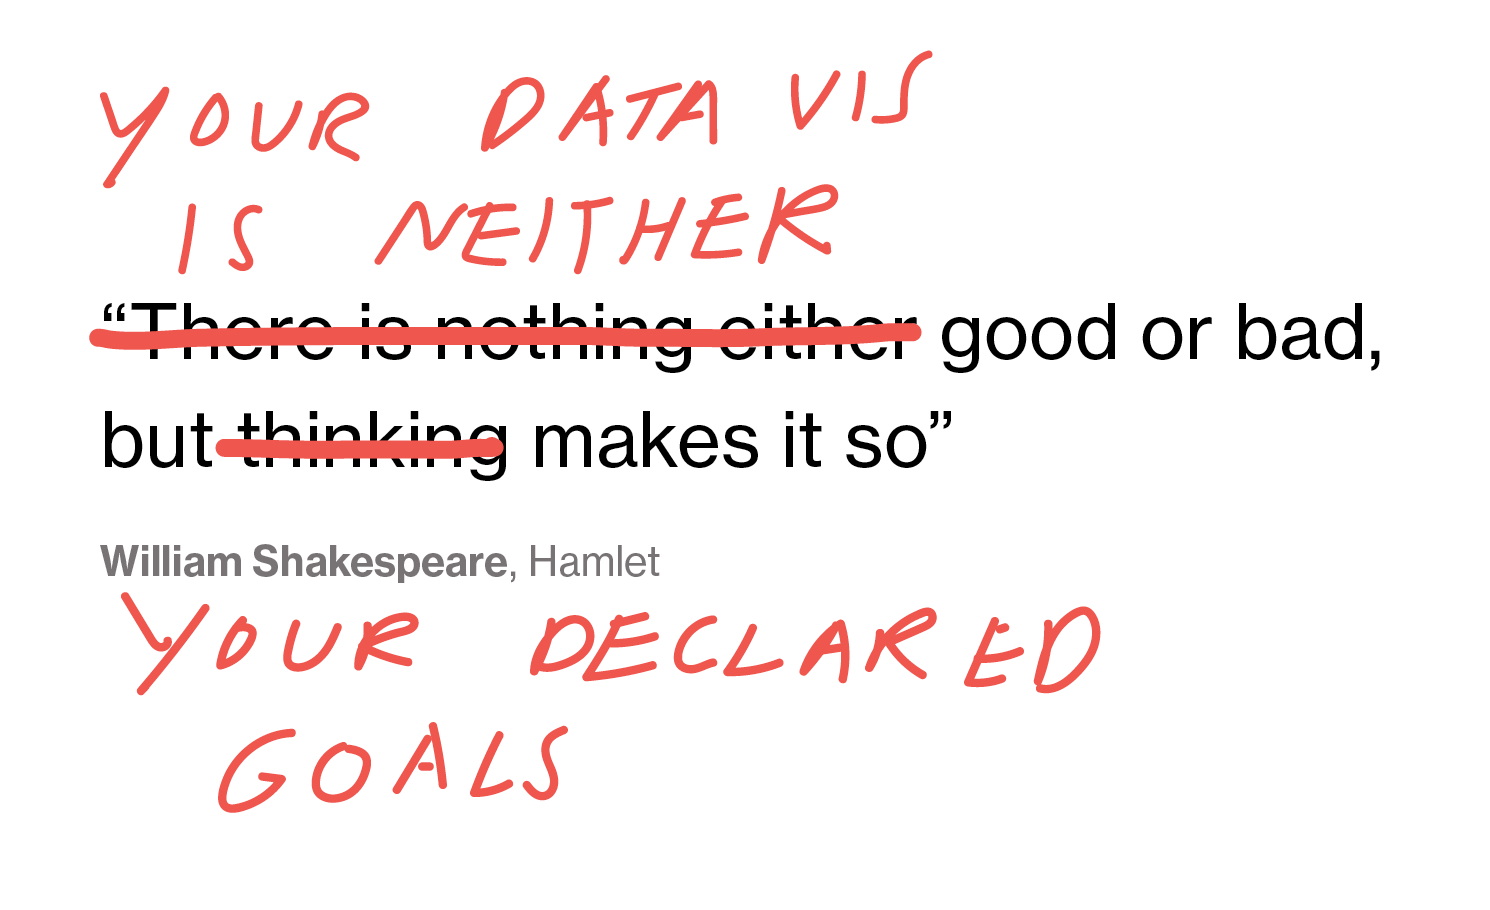 YOUR DATA VIS
IS NEITHER
“There is nothing either good or bad,
but thinking makes it so”
William Shakespeare, Hamlet
YOUR DECLARED
GOALS